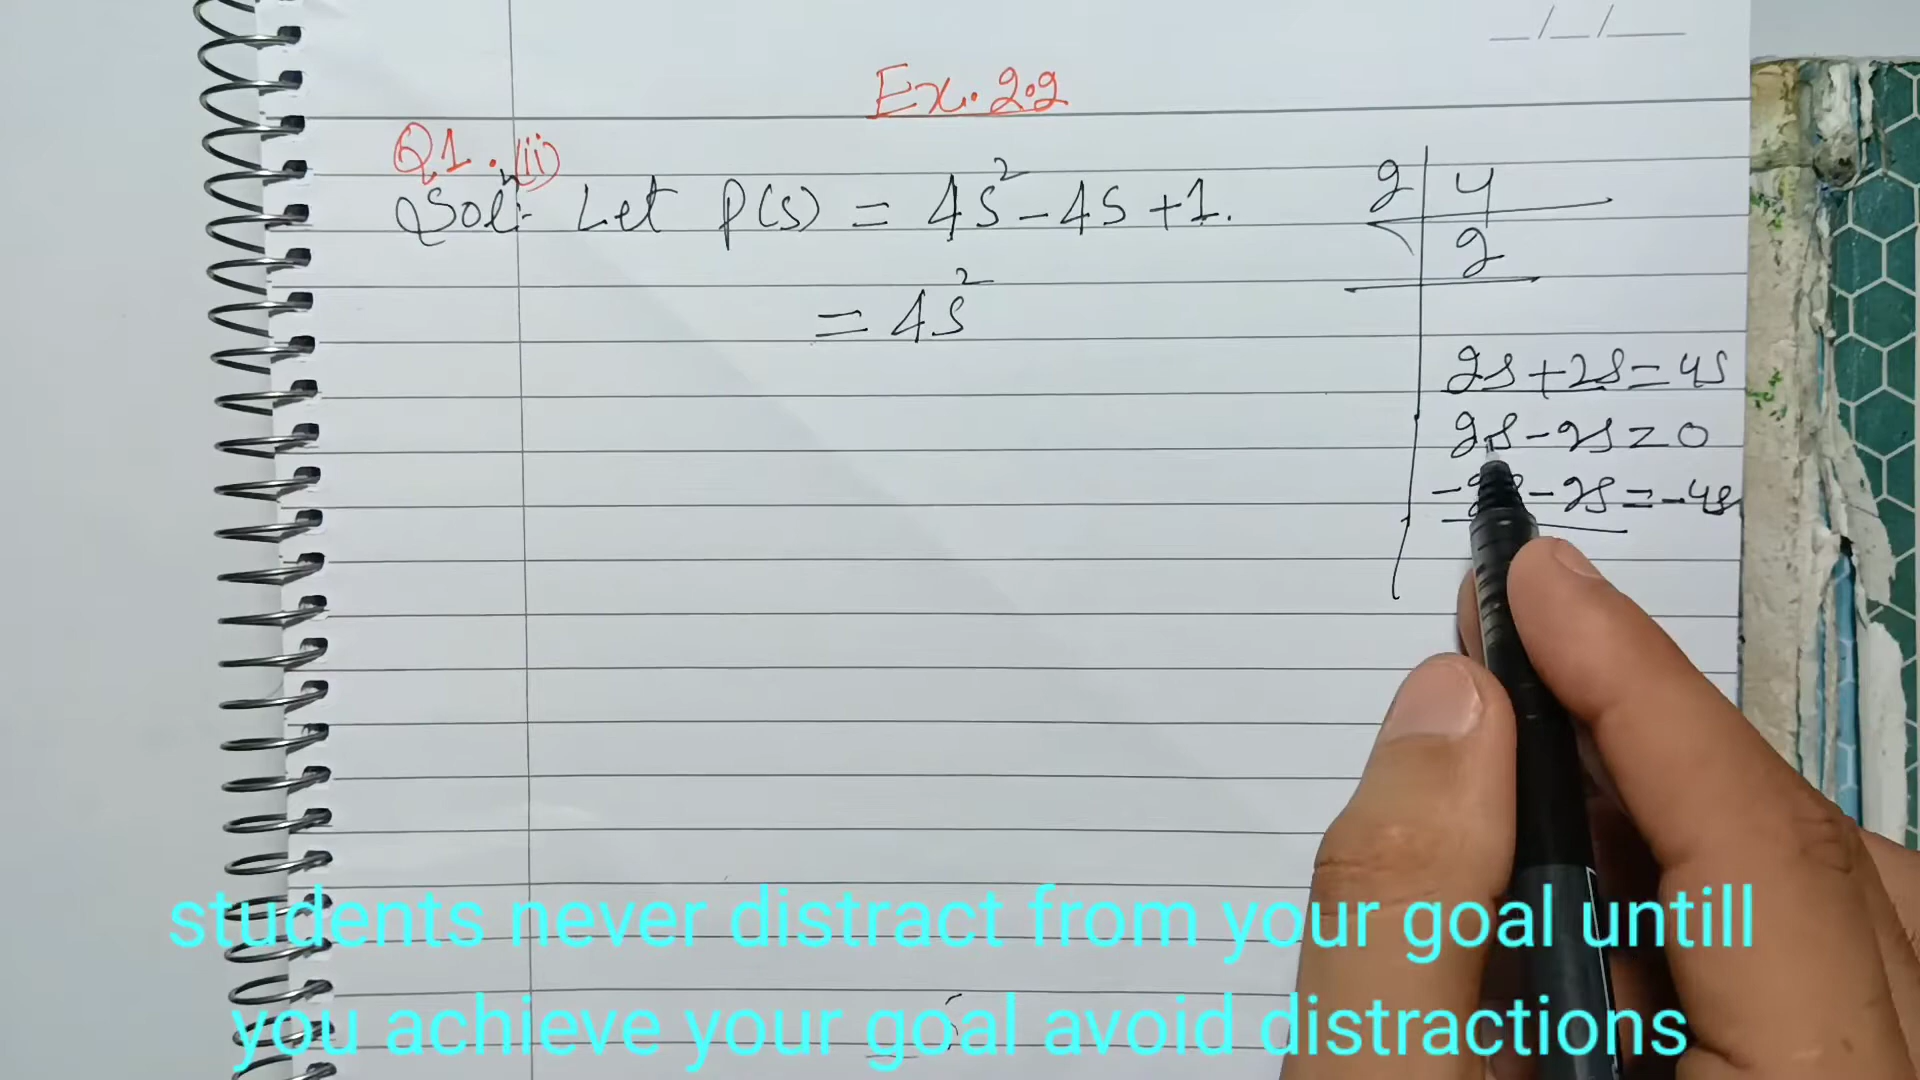 Ex. 2.2
Q1. (ii)
Sol:- Let P(s) = 4s² - 4s + 1.
= 4s²
2 | 4
2
2s + 2s = 4s
2s - 2s = 0
-2s - 2s = -4s
students never distract from your goal untill
you achieve your goal avoid distractions